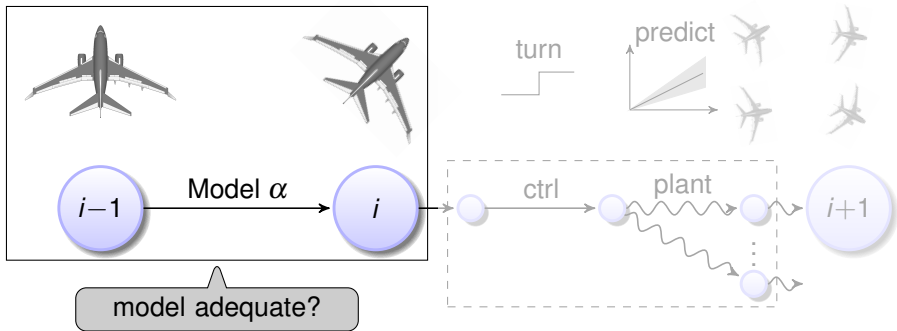 turn
predict
i−1
Model α
i
ctrl
plant
i+1
model adequate?